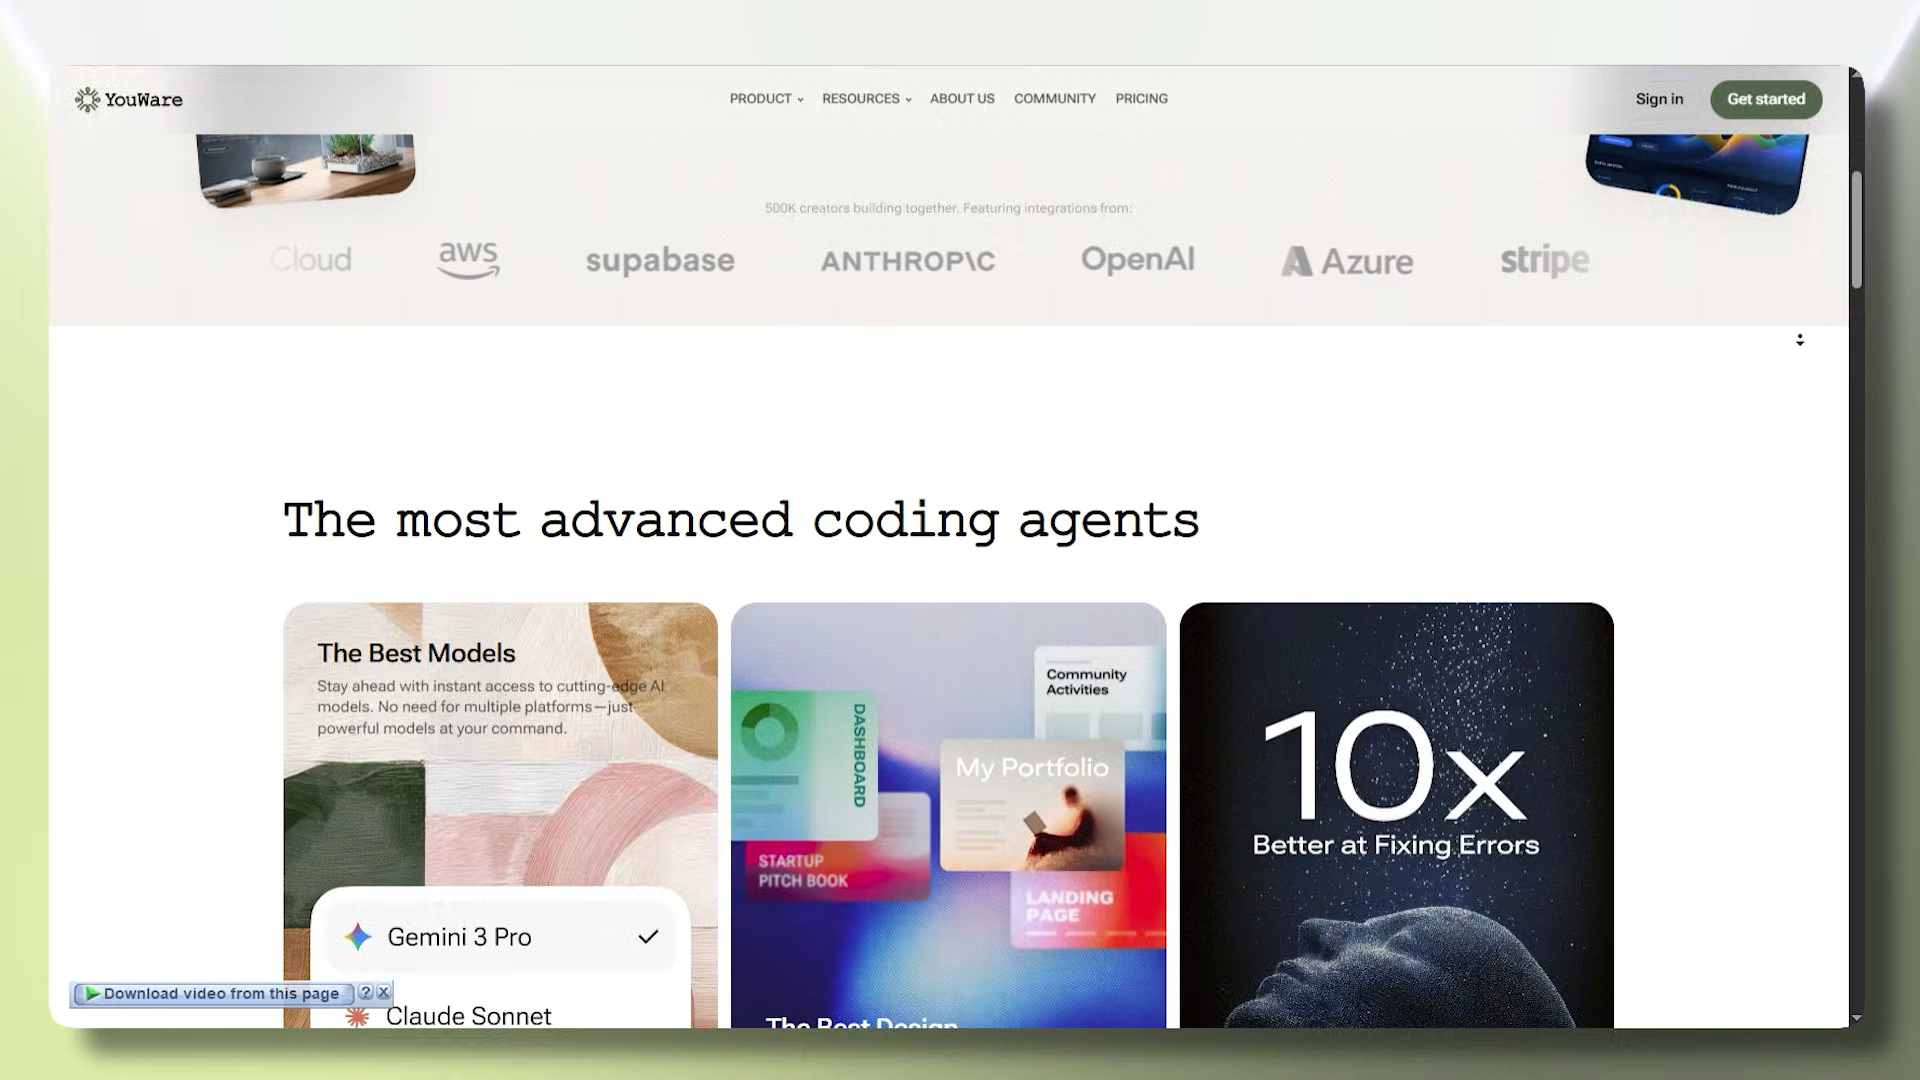 YouWare
PRODUCT
RESOURCES
ABOUT US
COMMUNITY
PRICING
Sign in
Get started
500K creators building together. Featuring integrations from:
Cloud
aws
supabase
ANTHROP\C
OpenAI
Azure
stripe
The most advanced coding agents
The Best Models
Stay ahead with instant access to cutting-edge AI
models. No need for multiple platforms—just
powerful models at your command.
Gemini 3 Pro
Claude Sonnet
Community
Activities
DASHBOARD
My Portfolio
STARTUP
PITCH BOOK
LANDING
PAGE
The Best Design
10x
Better at Fixing Errors
Download video from this page
?
X